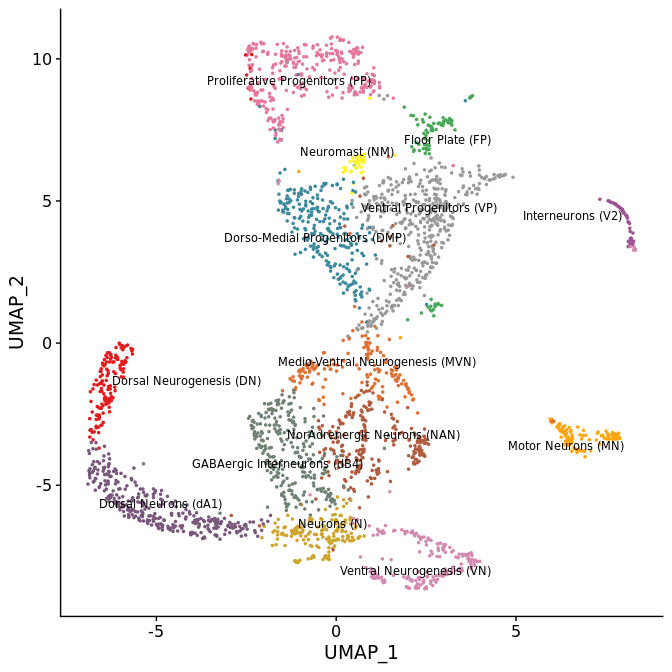 10
Proliferative Progenitors (PP)
Floor Plate (FP)
Neuromast (NM)
5
Ventral Progenitors (VP)
Interneurons (V2)
Dorso-Medial Progenitors (DMP)
UMAP_2
0
Medio-Ventral Neurogenesis (MVN)
Dorsal Neurogenesis (DN)
NorAdrenergic Neurons (NAN)
Motor Neurons (MN)
GABAergic Interneurons (dB4)
-5
Dorsal Neurons (dA1)
Neurons (N)
Ventral Neurogenesis (VN)
-5 0 5
UMAP_1